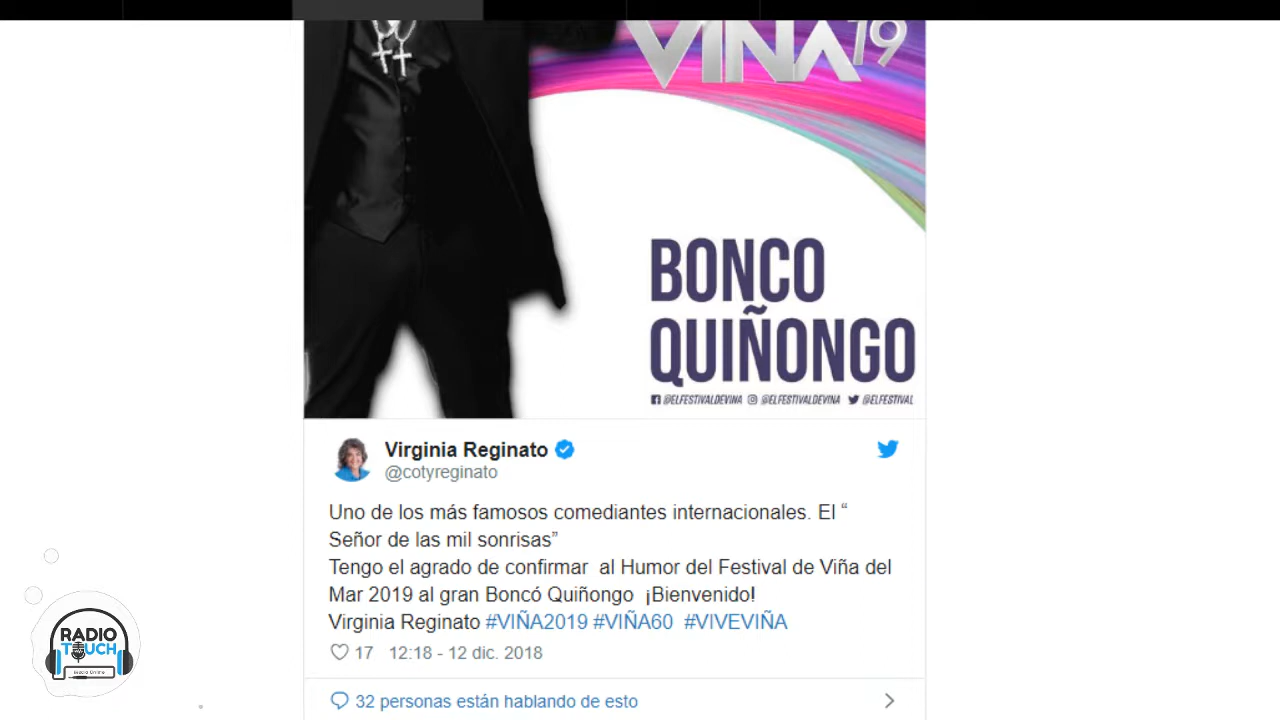 VIÑA19
BONCO
QUIÑONGO
@ELFESTIVALDEVINA @ELFESTIVALDEVINA @ELFESTIVAL
Virginia Reginato
@cotyreginato
Uno de los más famosos comediantes internacionales. El “
Señor de las mil sonrisas”
Tengo el agrado de confirmar al Humor del Festival de Viña del
Mar 2019 al gran Boncó Quiñongo ¡Bienvenido!
Virginia Reginato #VIÑA2019 #VIÑA60 #VIVEVIÑA
17 12:18 - 12 dic. 2018
32 personas están hablando de esto
RADIO
TOUCH